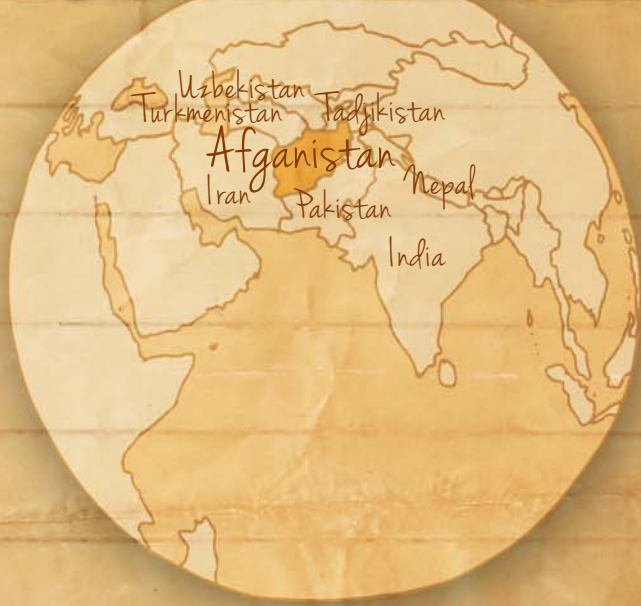 Uzbekistan
Turkmenistan Tadjikistan
Afganistan
Iran
Nepal
Pakistan
India